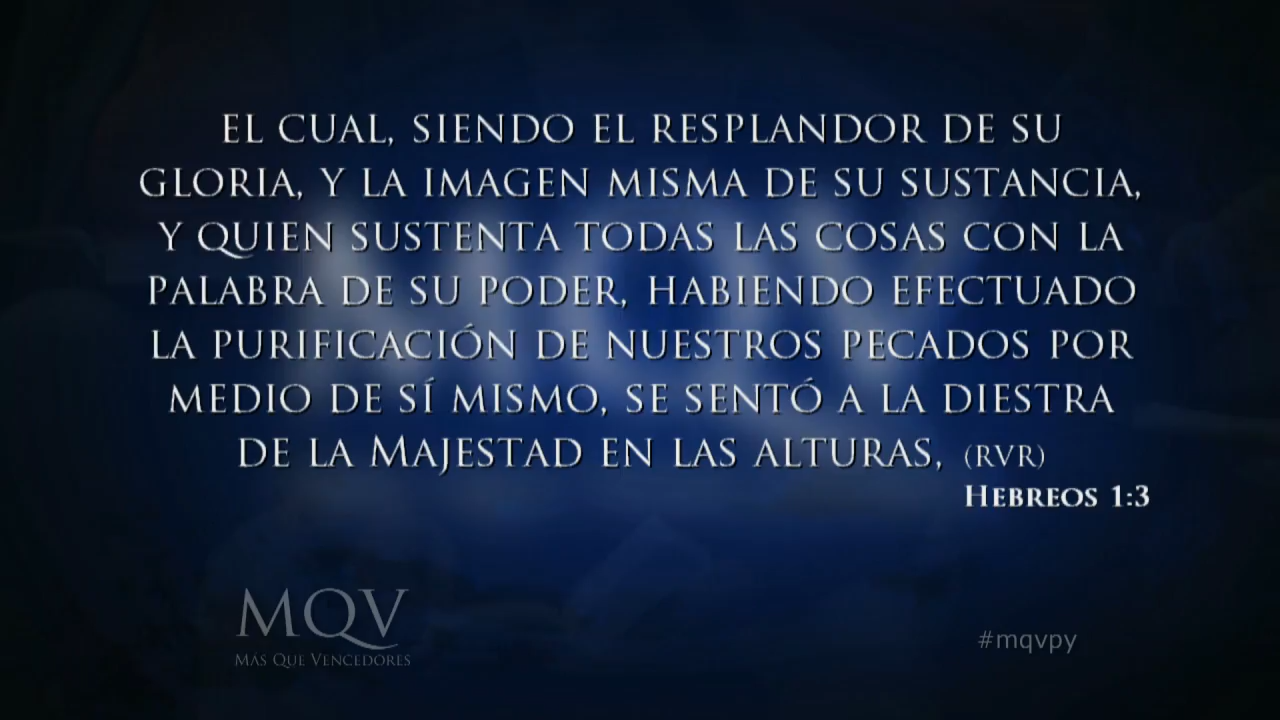 EL CUAL, SIENDO EL RESPLANDOR DE SU
GLORIA, Y LA IMAGEN MISMA DE SU SUSTANCIA,
Y QUIEN SUSTENTA TODAS LAS COSAS CON LA
PALABRA DE SU PODER, HABIENDO EFECTUADO
LA PURIFICACIÓN DE NUESTROS PECADOS POR
MEDIO DE SÍ MISMO, SE SENTÓ A LA DIESTRA
DE LA MAJESTAD EN LAS ALTURAS, (RVR)
HEBREOS 1:3
MQV
MÁS QUE VENCEDORES
#mqvpy